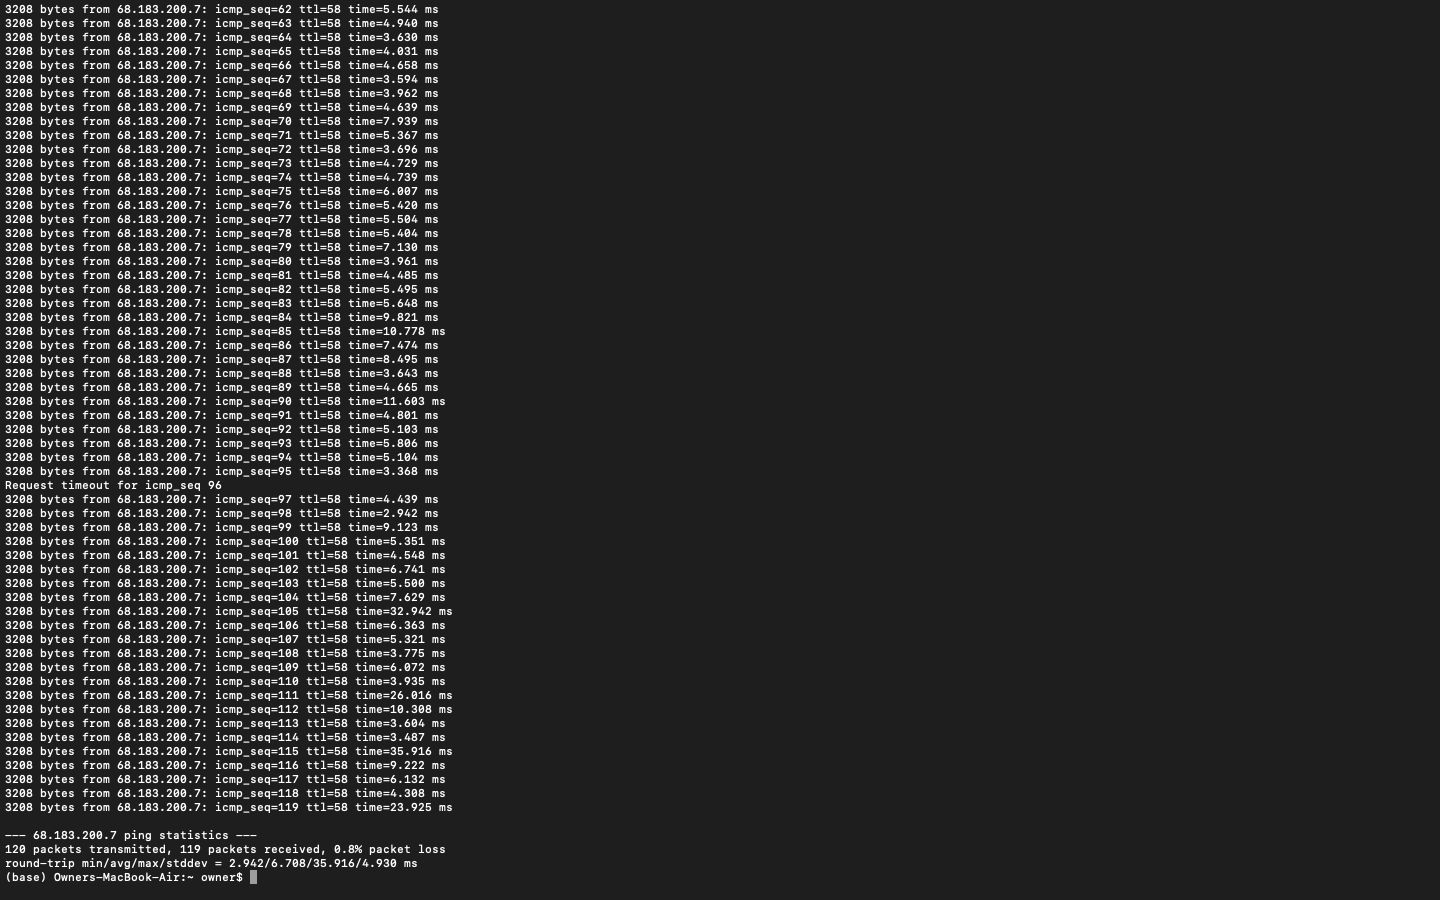 3208 bytes from 68.183.200.7: icmp_seq=62 ttl=58 time=5.544 ms
3208 bytes from 68.183.200.7: icmp_seq=63 ttl=58 time=4.940 ms
3208 bytes from 68.183.200.7: icmp_seq=64 ttl=58 time=3.630 ms
3208 bytes from 68.183.200.7: icmp_seq=65 ttl=58 time=4.031 ms
3208 bytes from 68.183.200.7: icmp_seq=66 ttl=58 time=4.658 ms
3208 bytes from 68.183.200.7: icmp_seq=67 ttl=58 time=3.594 ms
3208 bytes from 68.183.200.7: icmp_seq=68 ttl=58 time=3.962 ms
3208 bytes from 68.183.200.7: icmp_seq=69 ttl=58 time=4.639 ms
3208 bytes from 68.183.200.7: icmp_seq=70 ttl=58 time=7.939 ms
3208 bytes from 68.183.200.7: icmp_seq=71 ttl=58 time=5.367 ms
3208 bytes from 68.183.200.7: icmp_seq=72 ttl=58 time=3.696 ms
3208 bytes from 68.183.200.7: icmp_seq=73 ttl=58 time=4.729 ms
3208 bytes from 68.183.200.7: icmp_seq=74 ttl=58 time=4.739 ms
3208 bytes from 68.183.200.7: icmp_seq=75 ttl=58 time=6.007 ms
3208 bytes from 68.183.200.7: icmp_seq=76 ttl=58 time=5.420 ms
3208 bytes from 68.183.200.7: icmp_seq=77 ttl=58 time=5.504 ms
3208 bytes from 68.183.200.7: icmp_seq=78 ttl=58 time=5.404 ms
3208 bytes from 68.183.200.7: icmp_seq=79 ttl=58 time=7.130 ms
3208 bytes from 68.183.200.7: icmp_seq=80 ttl=58 time=3.961 ms
3208 bytes from 68.183.200.7: icmp_seq=81 ttl=58 time=4.485 ms
3208 bytes from 68.183.200.7: icmp_seq=82 ttl=58 time=5.495 ms
3208 bytes from 68.183.200.7: icmp_seq=83 ttl=58 time=5.648 ms
3208 bytes from 68.183.200.7: icmp_seq=84 ttl=58 time=9.821 ms
3208 bytes from 68.183.200.7: icmp_seq=85 ttl=58 time=10.778 ms
3208 bytes from 68.183.200.7: icmp_seq=86 ttl=58 time=7.474 ms
3208 bytes from 68.183.200.7: icmp_seq=87 ttl=58 time=8.495 ms
3208 bytes from 68.183.200.7: icmp_seq=88 ttl=58 time=3.643 ms
3208 bytes from 68.183.200.7: icmp_seq=89 ttl=58 time=4.665 ms
3208 bytes from 68.183.200.7: icmp_seq=90 ttl=58 time=11.603 ms
3208 bytes from 68.183.200.7: icmp_seq=91 ttl=58 time=4.801 ms
3208 bytes from 68.183.200.7: icmp_seq=92 ttl=58 time=5.103 ms
3208 bytes from 68.183.200.7: icmp_seq=93 ttl=58 time=5.806 ms
3208 bytes from 68.183.200.7: icmp_seq=94 ttl=58 time=5.104 ms
3208 bytes from 68.183.200.7: icmp_seq=95 ttl=58 time=3.368 ms
Request timeout for icmp_seq 96
3208 bytes from 68.183.200.7: icmp_seq=97 ttl=58 time=4.439 ms
3208 bytes from 68.183.200.7: icmp_seq=98 ttl=58 time=2.942 ms
3208 bytes from 68.183.200.7: icmp_seq=99 ttl=58 time=9.123 ms
3208 bytes from 68.183.200.7: icmp_seq=100 ttl=58 time=5.351 ms
3208 bytes from 68.183.200.7: icmp_seq=101 ttl=58 time=4.548 ms
3208 bytes from 68.183.200.7: icmp_seq=102 ttl=58 time=6.741 ms
3208 bytes from 68.183.200.7: icmp_seq=103 ttl=58 time=5.500 ms
3208 bytes from 68.183.200.7: icmp_seq=104 ttl=58 time=7.629 ms
3208 bytes from 68.183.200.7: icmp_seq=105 ttl=58 time=32.942 ms
3208 bytes from 68.183.200.7: icmp_seq=106 ttl=58 time=6.363 ms
3208 bytes from 68.183.200.7: icmp_seq=107 ttl=58 time=5.321 ms
3208 bytes from 68.183.200.7: icmp_seq=108 ttl=58 time=3.775 ms
3208 bytes from 68.183.200.7: icmp_seq=109 ttl=58 time=6.072 ms
3208 bytes from 68.183.200.7: icmp_seq=110 ttl=58 time=3.935 ms
3208 bytes from 68.183.200.7: icmp_seq=111 ttl=58 time=26.016 ms
3208 bytes from 68.183.200.7: icmp_seq=112 ttl=58 time=10.308 ms
3208 bytes from 68.183.200.7: icmp_seq=113 ttl=58 time=3.604 ms
3208 bytes from 68.183.200.7: icmp_seq=114 ttl=58 time=3.487 ms
3208 bytes from 68.183.200.7: icmp_seq=115 ttl=58 time=35.916 ms
3208 bytes from 68.183.200.7: icmp_seq=116 ttl=58 time=9.222 ms
3208 bytes from 68.183.200.7: icmp_seq=117 ttl=58 time=6.132 ms
3208 bytes from 68.183.200.7: icmp_seq=118 ttl=58 time=4.308 ms
3208 bytes from 68.183.200.7: icmp_seq=119 ttl=58 time=23.925 ms
--- 68.183.200.7 ping statistics ---
120 packets transmitted, 119 packets received, 0.8% packet loss
round-trip min/avg/max/stddev = 2.942/6.708/35.916/4.930 ms
(base) Owners-MacBook-Air:~ owner$